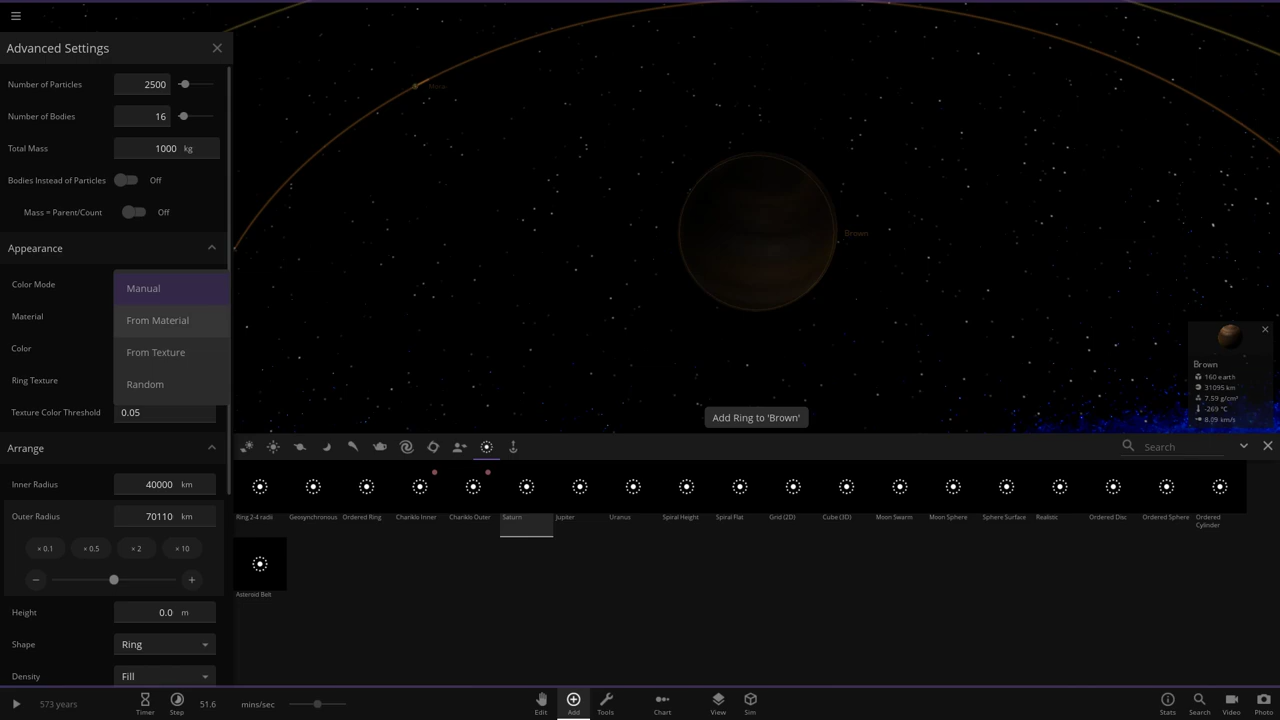 Advanced Settings
Number of Particles 2500
Number of Bodies 16
Total Mass 1000 kg
Bodies Instead of Particles Off
Mass = Parent/Count Off
Appearance
Color Mode
Manual
Material
From Material
Color
From Texture
Ring Texture
Random
Texture Color Threshold 0.05
Arrange
Inner Radius 40000 km
Outer Radius 70110 km
× 0.1 × 0.5 × 2 × 10
Height 0.0 m
Shape Ring
Density Fill
Brown
Brown
160 earth
31095 km
7.59 g/cm³
-269 °C
8.09 km/s
Add Ring to 'Brown'
Search
Ring 2-4 radii Geosynchronous Ordered Ring Chariklo Inner Chariklo Outer Saturn Jupiter Uranus Spiral Height Spiral Flat Grid (2D) Cube (3D) Moon Swarm Moon Sphere Sphere Surface Realistic Ordered Disc Ordered Sphere Ordered Cylinder
Asteroid Belt
573 years Timer Step 51.6 mins/sec Edit Add Tools Chart View Sim Stats Search Video Photo